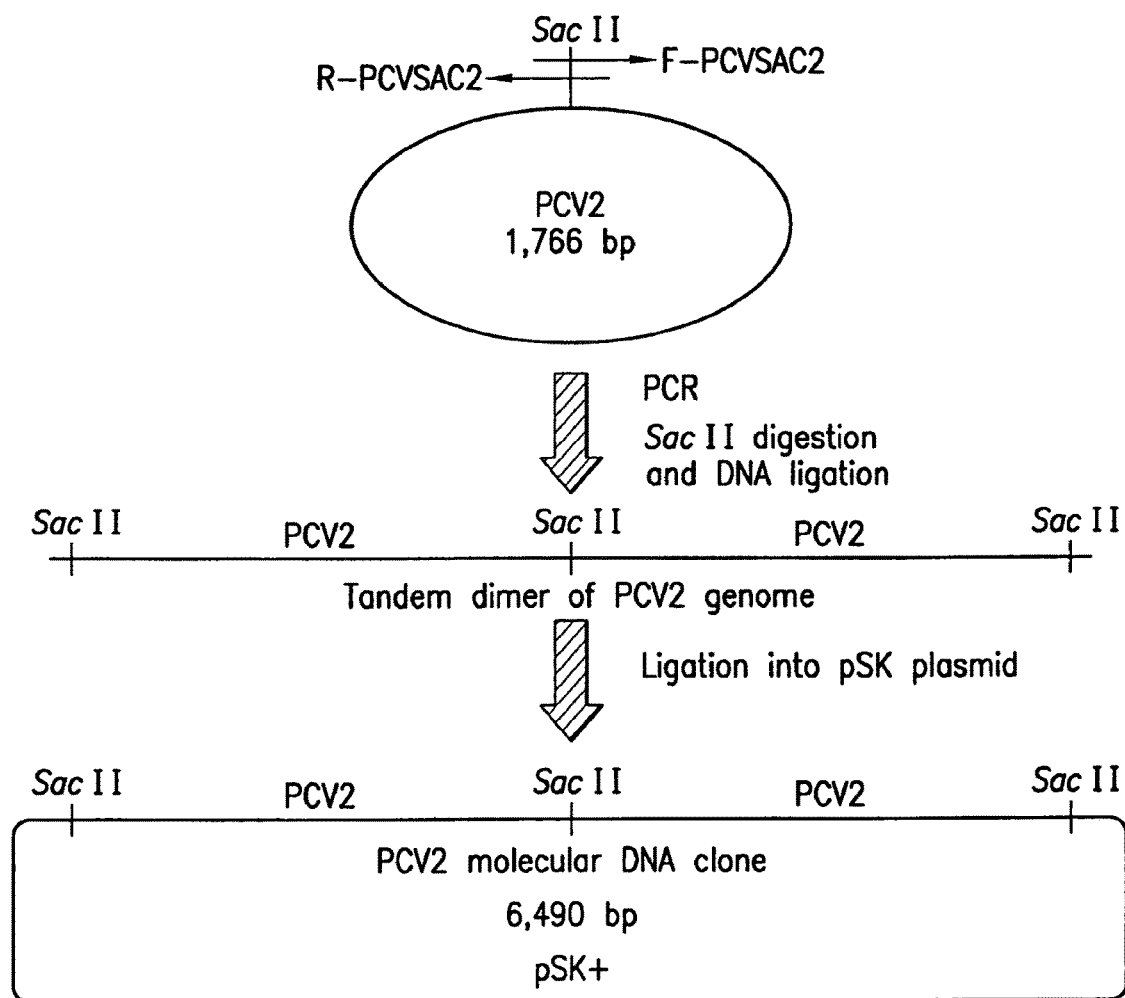 Sac II
F-PCVSAC2
R-PCVSAC2
PCV2
1,766 bp
PCR
Sac II digestion
and DNA ligation
Sac II PCV2 Sac II PCV2 Sac II
Tandem dimer of PCV2 genome
Ligation into pSK plasmid
Sac II PCV2 Sac II PCV2 Sac II
PCV2 molecular DNA clone
6,490 bp
pSK+